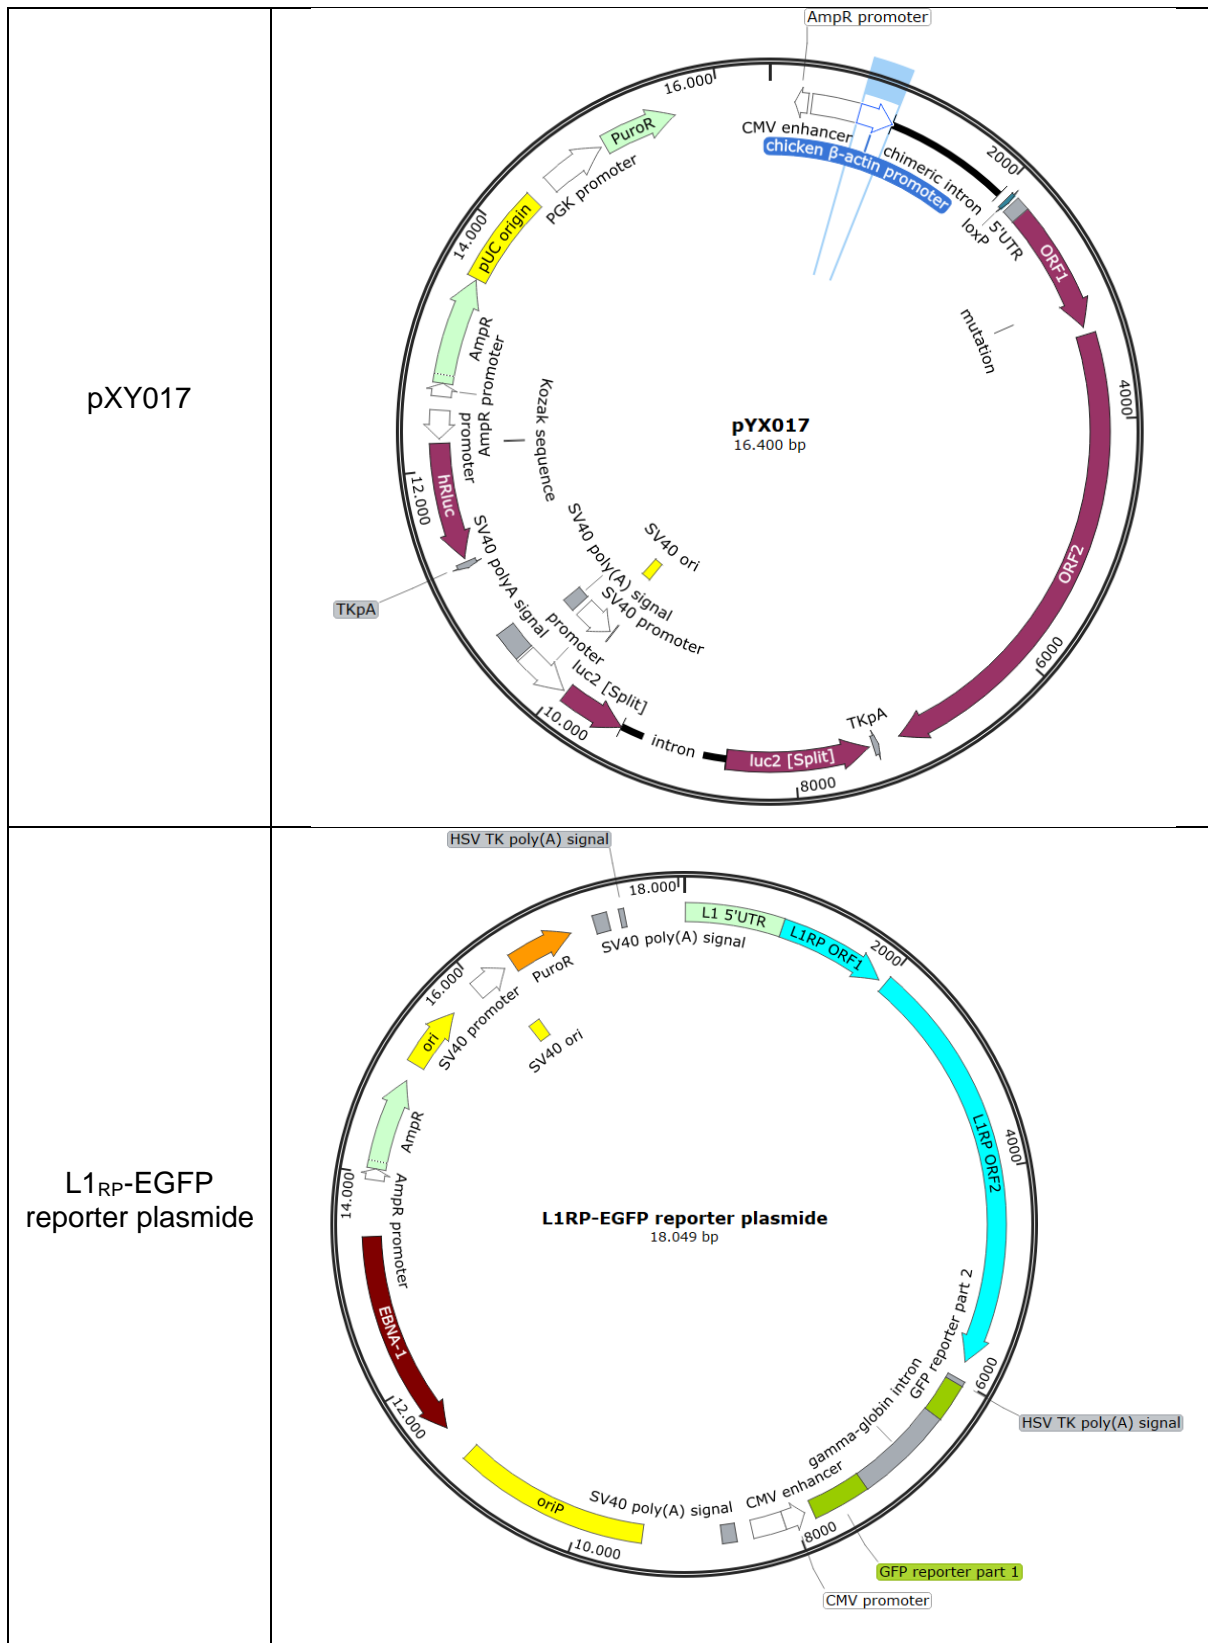 pXY017
AmpR promoter
16.000
PuroR
CMV enhancer
chicken β-actin promoter
chimeric intron
2000
loxP
5'UTR
ORF1
PGK promoter
pUC origin
14.000
mutation
AmpR
AmpR promoter
promoter
Kozak sequence
4000
pYX017
16.400 bp
hRluc
12.000
SV40 polyA signal
SV40 poly(A) signal
SV40 ori
SV40 promoter
ORF2
TKpA
promoter
luc2 [Split]
6000
10.000
intron
TKpA
luc2 [Split]
8000
L1RP-EGFP
reporter plasmide
HSV TK poly(A) signal
18.000
L1 5'UTR
L1RP ORF1
2000
SV40 poly(A) signal
PuroR
16.000
SV40 promoter
ori
SV40 ori
AmpR
4000
L1RP ORF2
14.000
AmpR promoter
L1RP-EGFP reporter plasmide
18.049 bp
EBNA-1
GFP reporter part 2
gamma-globin intron
6000
HSV TK poly(A) signal
12.000
CMV enhancer
SV40 poly(A) signal
oriP
8000
10.000
GFP reporter part 1
CMV promoter